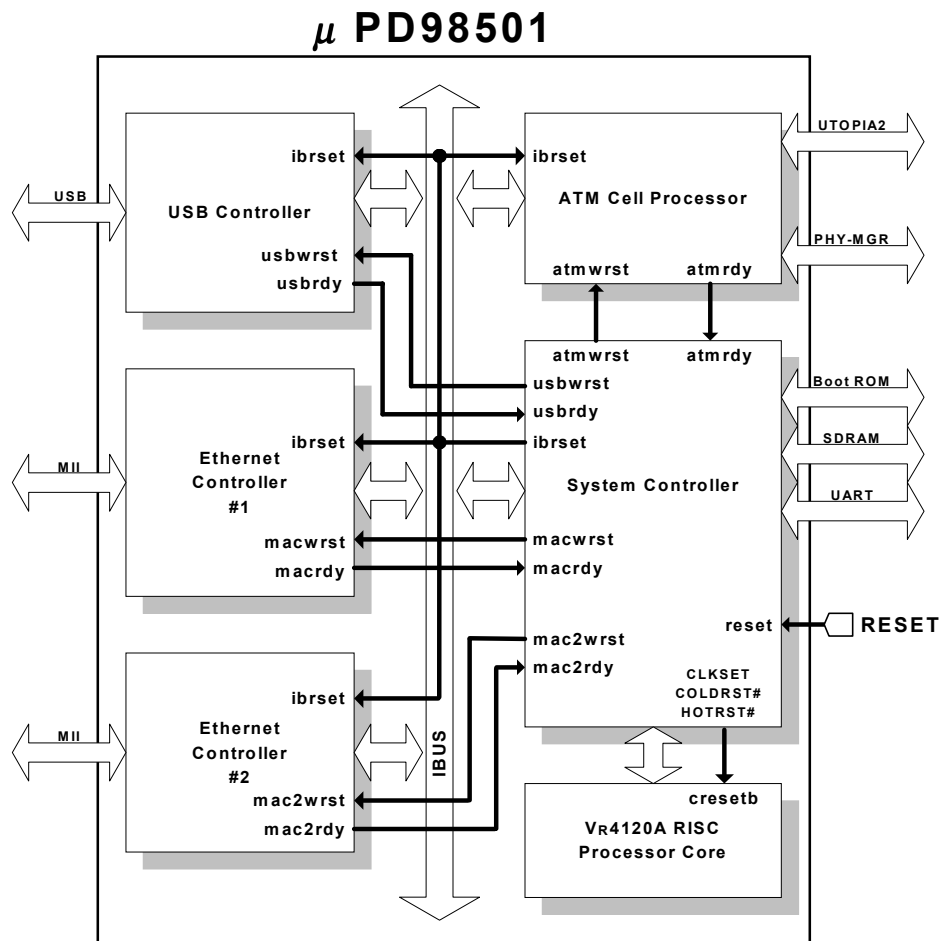 μ PD98501
ibrset
USB Controller
usbwrst
usbrdy
USB
ibrset
ATM Cell Processor
atmwrst atmrdy
UTOPIA2
PHY-MGR
atmwrst atmrdy
usbwrst
usbrdy
ibrset
System Controller
macwrst
macrdy
mac2wrst
mac2rdy
reset
CLKSET
COLDRST#
HOTRST#
Boot ROM
SDRAM
UART
RESET
ibrset
Ethernet
Controller
#1
macwrst
macrdy
MII
ibrset
Ethernet
Controller
#2
mac2wrst
mac2rdy
MII
IBUS
cresetb
VR4120A RISC
Processor Core